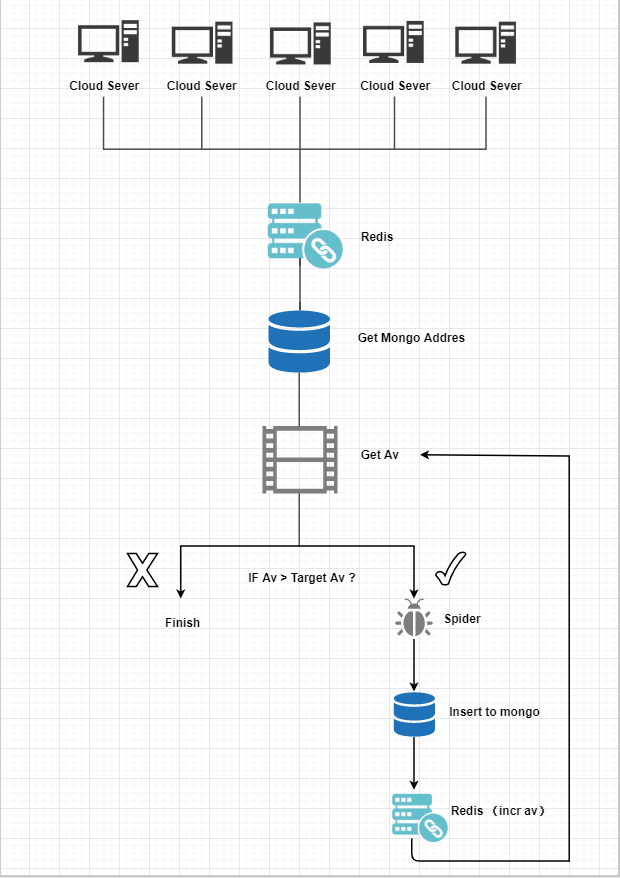 Cloud Sever
Cloud Sever
Cloud Sever
Cloud Sever
Cloud Sever
Redis
Get Mongo Addres
Get Av
X
IF Av > Target Av ?
Finish
Spider
Insert to mongo
Redis （incr av）